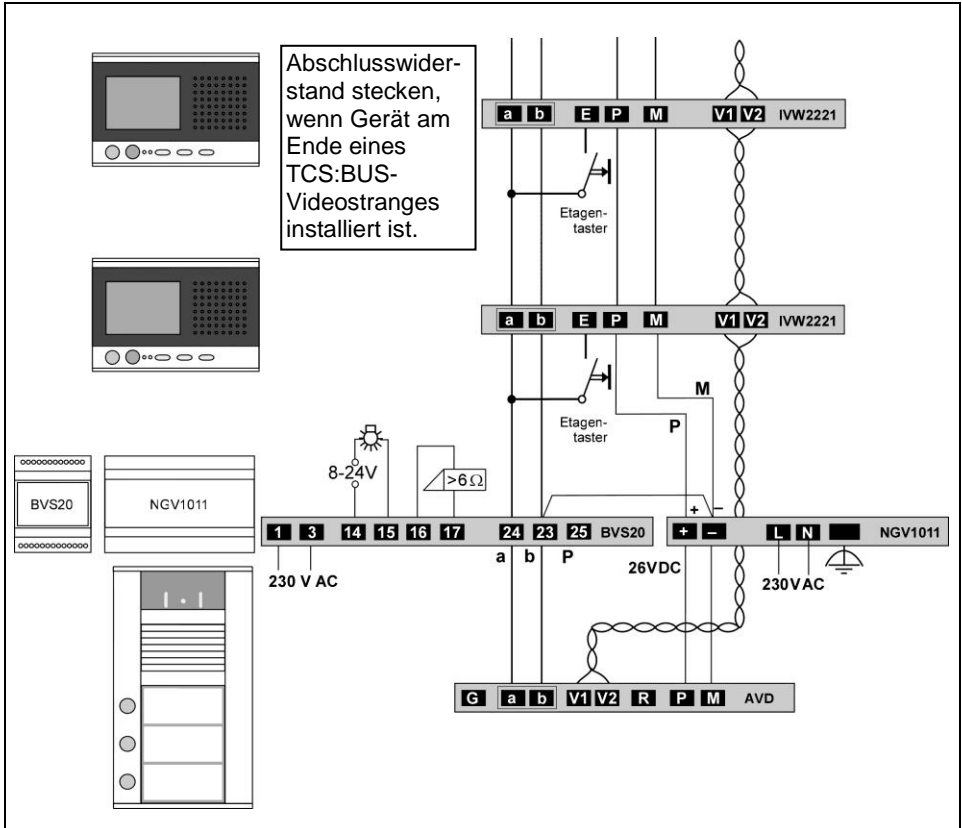 Abschlusswider-
stand stecken,
wenn Gerät am
Ende eines
TCS:BUS-
Videostranges
installiert ist.
a b E P M V1 V2 IVW2221
Etagen-
taster
a b E P M V1 V2 IVW2221
Etagen-
taster
M
P
8-24V
>6Ω
BVS20
NGV1011
+ –
1 3 14 15 16 17 24 23 25 BVS20
+ – L N NGV1011
a b P
230 V AC
26VDC
230VAC
G a b V1 V2 R P M AVD